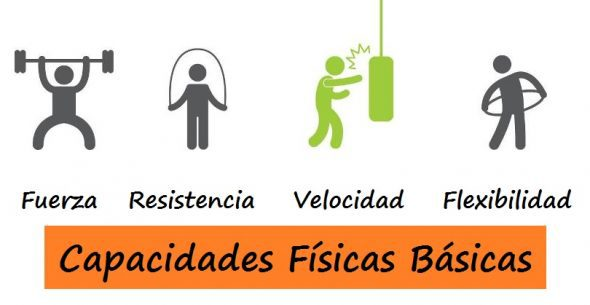 Fuerza Resistencia Velocidad Flexibilidad
Capacidades Físicas Básicas